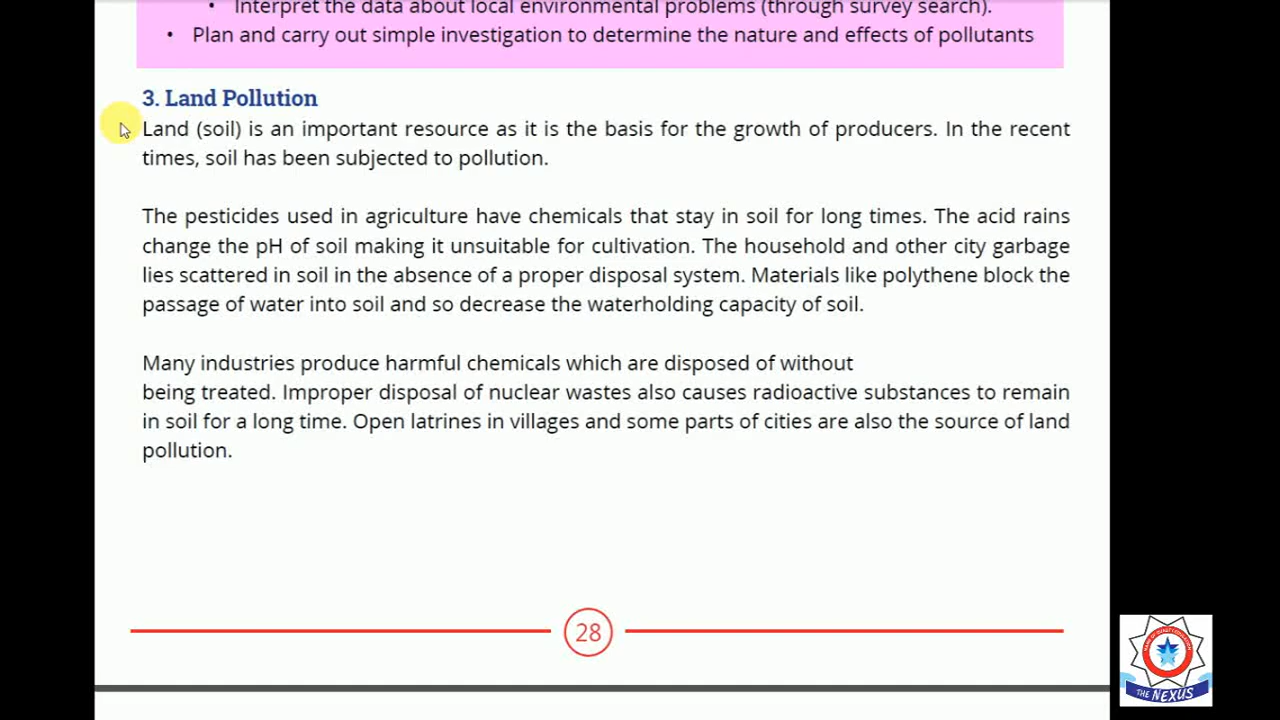 • Interpret the data about local environmental problems (through survey search).
• Plan and carry out simple investigation to determine the nature and effects of pollutants
3. Land Pollution
Land (soil) is an important resource as it is the basis for the growth of producers. In the recent
times, soil has been subjected to pollution.
The pesticides used in agriculture have chemicals that stay in soil for long times. The acid rains
change the pH of soil making it unsuitable for cultivation. The household and other city garbage
lies scattered in soil in the absence of a proper disposal system. Materials like polythene block the
passage of water into soil and so decrease the waterholding capacity of soil.
Many industries produce harmful chemicals which are disposed of without
being treated. Improper disposal of nuclear wastes also causes radioactive substances to remain
in soil for a long time. Open latrines in villages and some parts of cities are also the source of land
pollution.
28
THE NEXUS